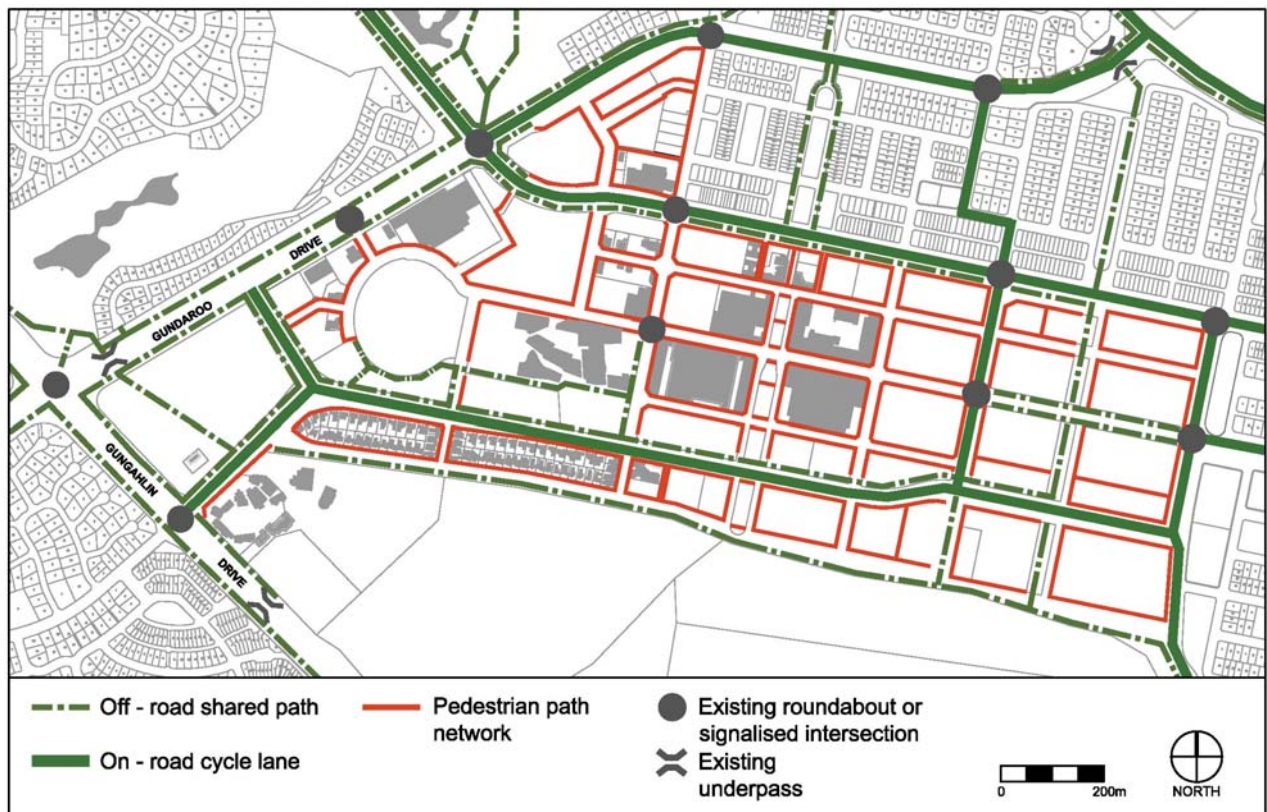 GUNDAROO DRIVE
GUNGAHLIN DRIVE
Off - road shared path
On - road cycle lane
Pedestrian path
network
Existing roundabout or
signalised intersection
Existing
underpass
0 200m
NORTH